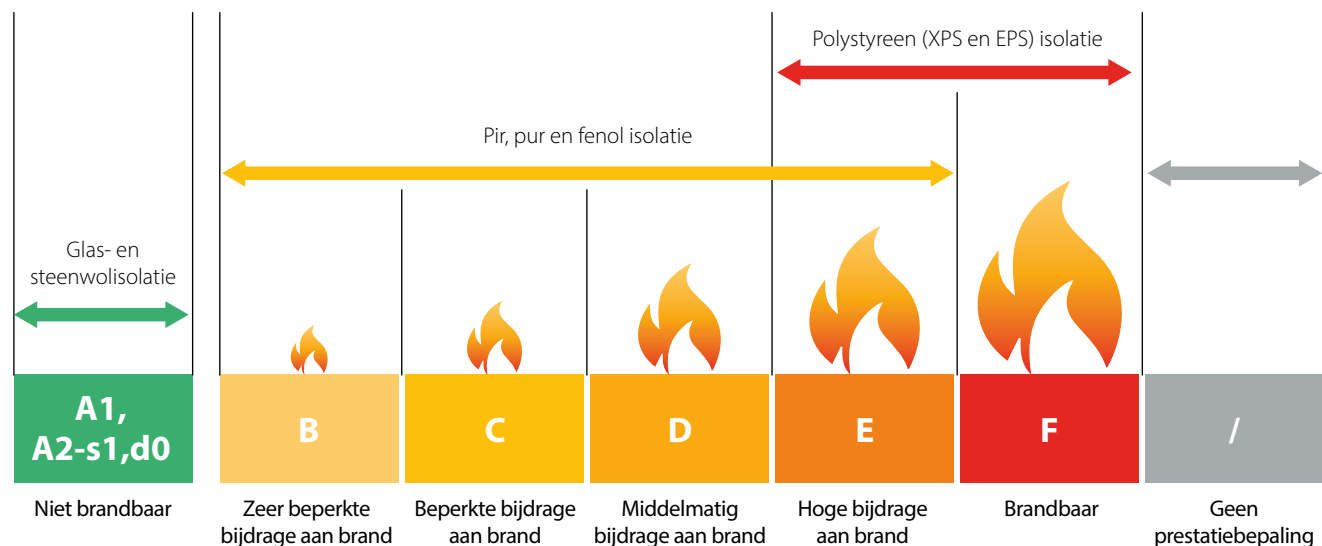 Polystyreen (XPS en EPS) isolatie
Pir, pur en fenol isolatie
Glas- en
steenwolisolatie
A1,
A2-s1,d0
B
C
D
E
F
/
Niet brandbaar
Zeer beperkte
bijdrage aan brand
Beperkte bijdrage
aan brand
Middelmatig
bijdrage aan brand
Hoge bijdrage
aan brand
Brandbaar
Geen
prestatiebepaling